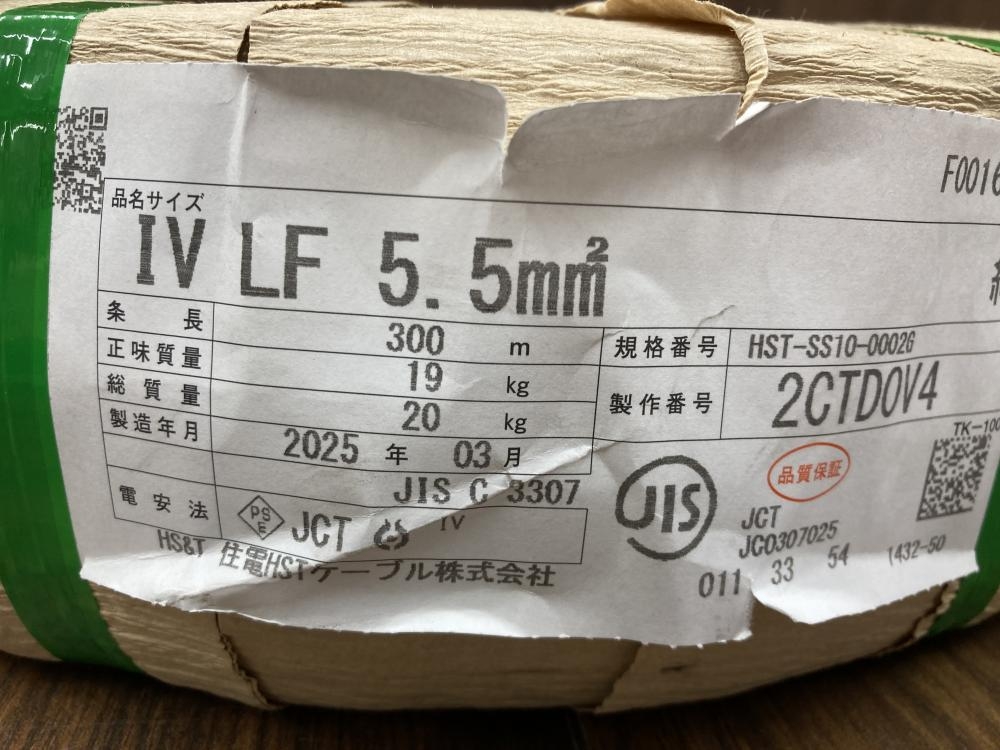 F0016
品名サイズ
IV LF 5.5mm²
条長 300 m
正味質量 19 kg
総質量 20 kg
製造年月 2025 年 03 月
規格番号 HST-SS10-0002G
製作番号 2CTD0V4
JIS C 3307
電安法 PSE JCT IV
HS&T 住電HSTケーブル株式会社
JIS
品質保証
TK-100
JCT
JC0307025
011 33 54 1432-50